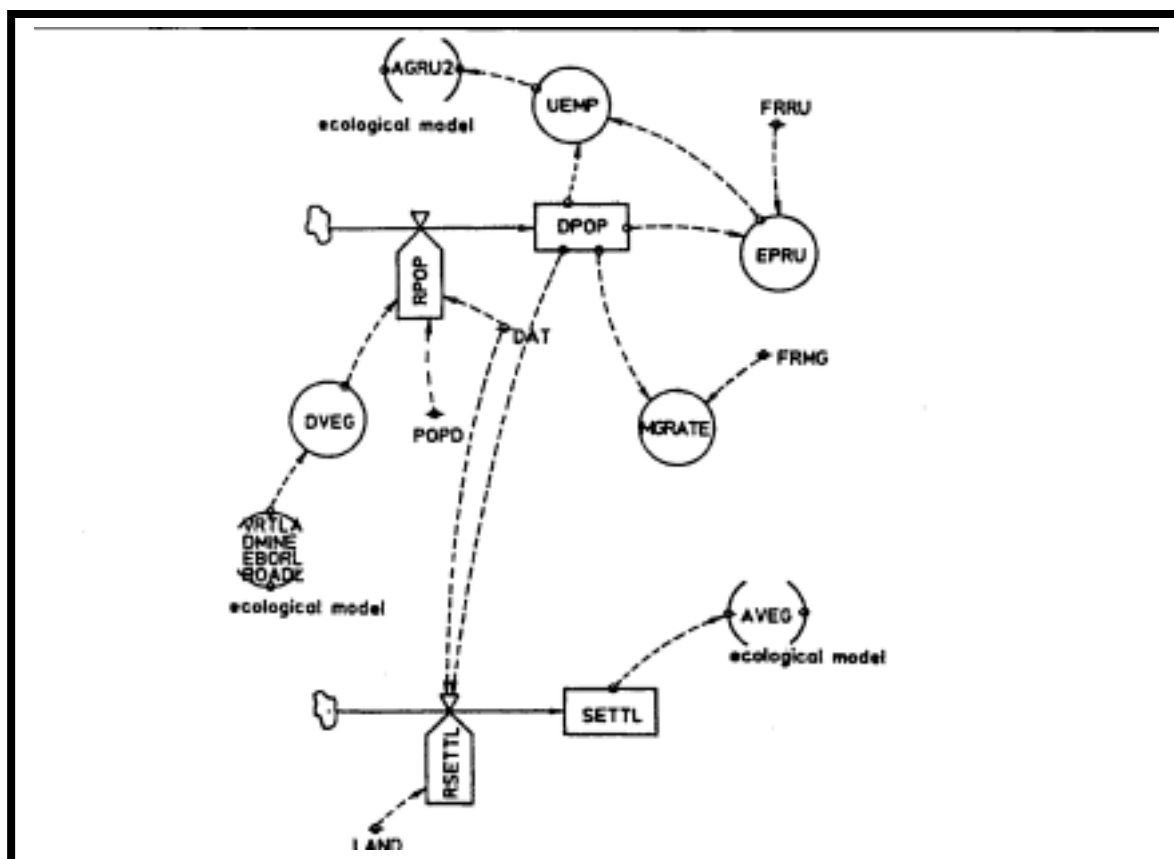 AGRU2
ecological model
UEMP
FRRU
DPOP
EPRU
RPOP
DAT
FRMG
DVEG
POPD
MGRATE
VRTLA
DMINE
EBORL
ROADL
ecological model
AVEG
ecological model
SETTL
RSETTL
LAND